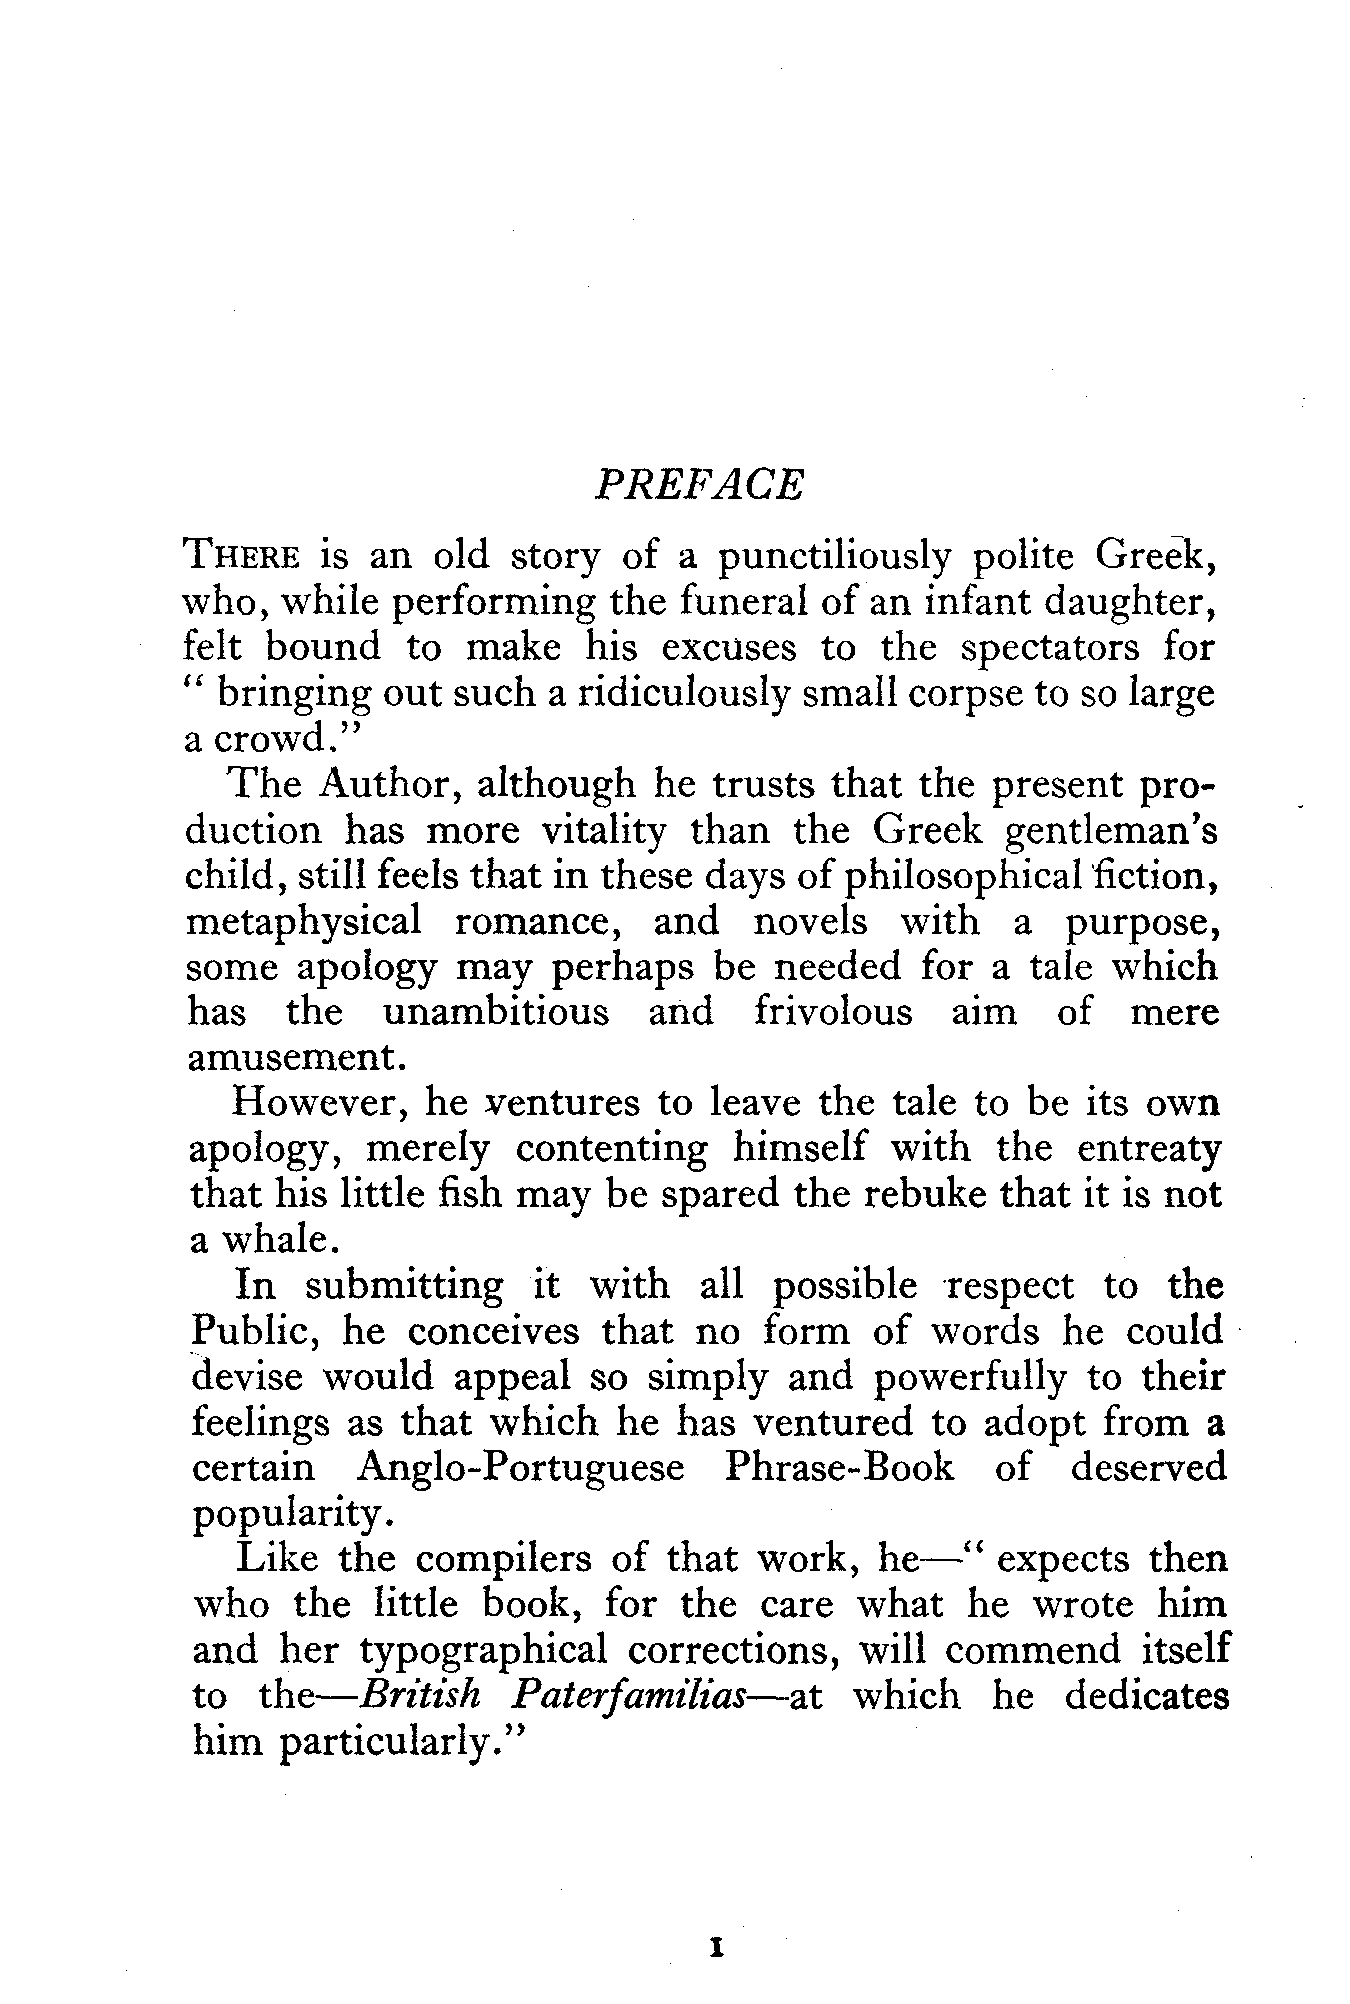 PREFACE
THERE is an old story of a punctiliously polite Greek,
who, while performing the funeral of an infant daughter,
felt bound to make his excuses to the spectators for
“ bringing out such a ridiculously small corpse to so large
a crowd.”
The Author, although he trusts that the present pro-
duction has more vitality than the Greek gentleman's
child, still feels that in these days of philosophical fiction,
metaphysical romance, and novels with a purpose,
some apology may perhaps be needed for a tale which
has the unambitious and frivolous aim of mere
amusement.
However, he ventures to leave the tale to be its own
apology, merely contenting himself with the entreaty
that his little fish may be spared the rebuke that it is not
a whale.
In submitting it with all possible respect to the
Public, he conceives that no form of words he could
devise would appeal so simply and powerfully to their
feelings as that which he has ventured to adopt from a
certain Anglo-Portuguese Phrase-Book of deserved
popularity.
Like the compilers of that work, he—“ expects then
who the little book, for the care what he wrote him
and her typographical corrections, will commend itself
to the—British Paterfamilias—at which he dedicates
him particularly.”
1